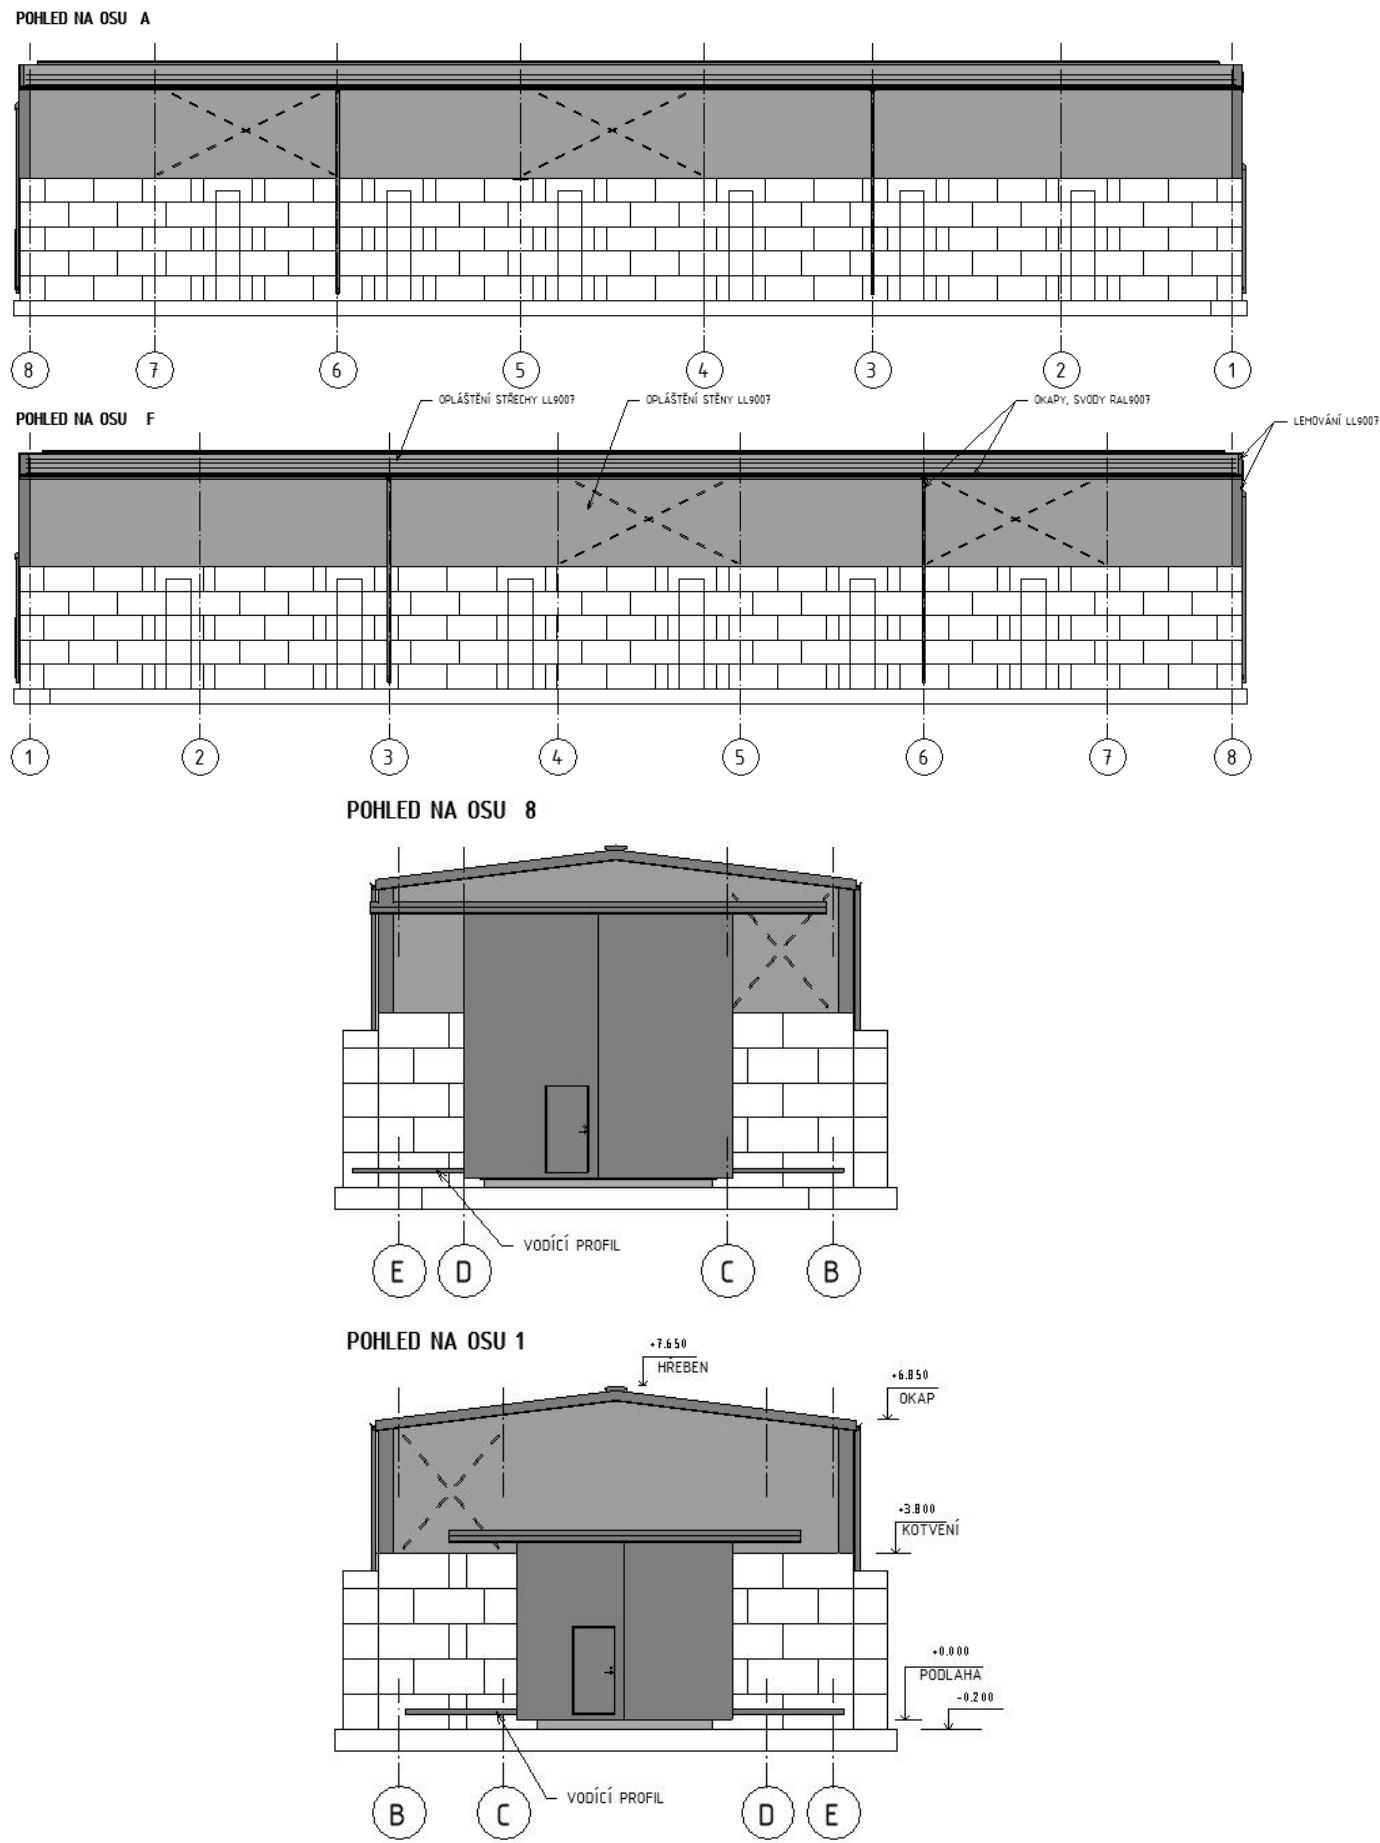 POHLED NA OSU A
8 7 6 5 4 3 2 1
OPLÁŠTĚNÍ STŘECHY LL9007
OPLÁŠTĚNÍ STĚNY LL9007
OKAPY, SVODY RAL9007
POHLED NA OSU F
LEMOVÁNÍ LL9007
1 2 3 4 5 6 7 8
POHLED NA OSU 8
VODÍCÍ PROFIL
E D C B
POHLED NA OSU 1
+7.650
HŘEBEN
+6.850
OKAP
+3.800
KOTVENÍ
+0.000
PODLAHA
-0.200
VODÍCÍ PROFIL
B C D E